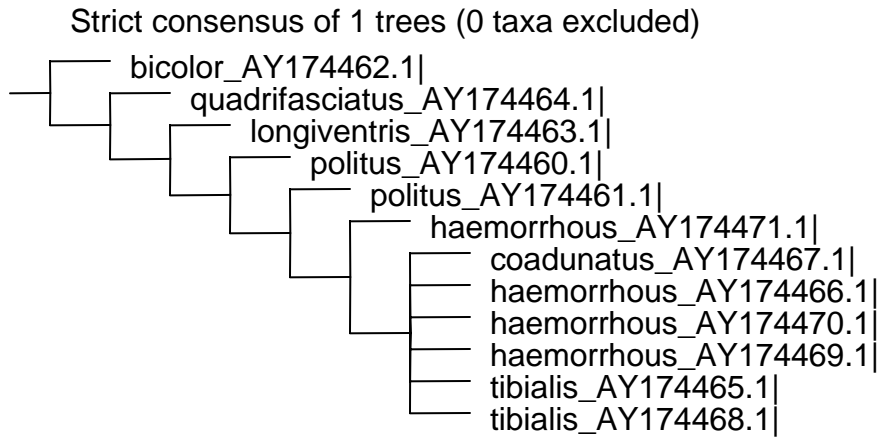 Strict consensus of 1 trees (0 taxa excluded)
bicolor_AY174462.1|
quadrifasciatus_AY174464.1|
longiventris_AY174463.1|
politus_AY174460.1|
politus_AY174461.1|
haemorrhous_AY174471.1|
coadunatus_AY174467.1|
haemorrhous_AY174466.1|
haemorrhous_AY174470.1|
haemorrhous_AY174469.1|
tibialis_AY174465.1|
tibialis_AY174468.1|